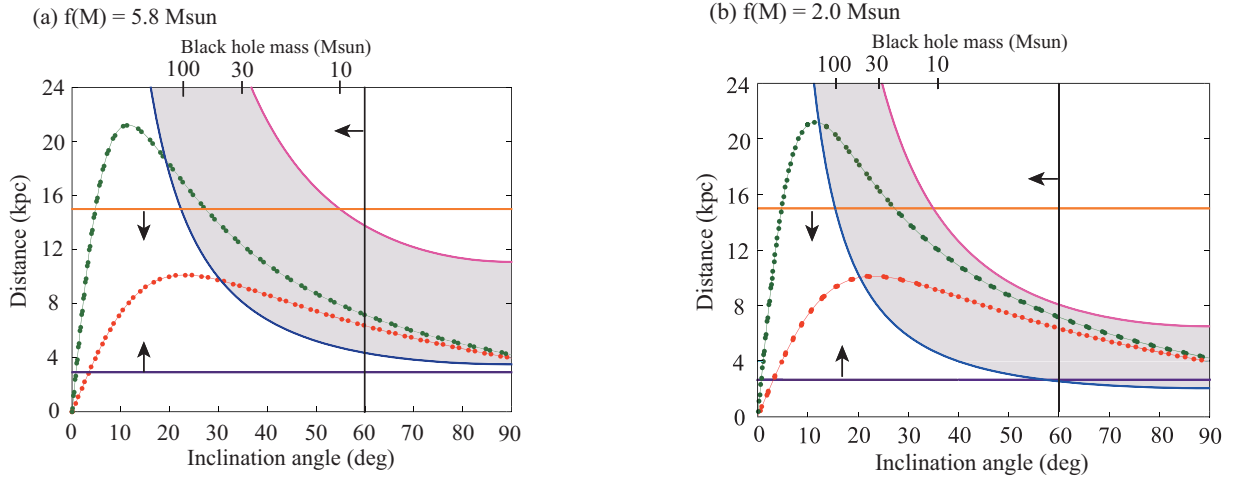 (a) f(M) = 5.8 Msun
Black hole mass (Msun)
100 30 10
24
20
16
12
8
4
0
Distance (kpc)
0 10 20 30 40 50 60 70 80 90
Inclination angle (deg)
(b) f(M) = 2.0 Msun
Black hole mass (Msun)
100 30 10
24
20
16
12
8
4
0
Distance (kpc)
0 10 20 30 40 50 60 70 80 90
Inclination angle (deg)